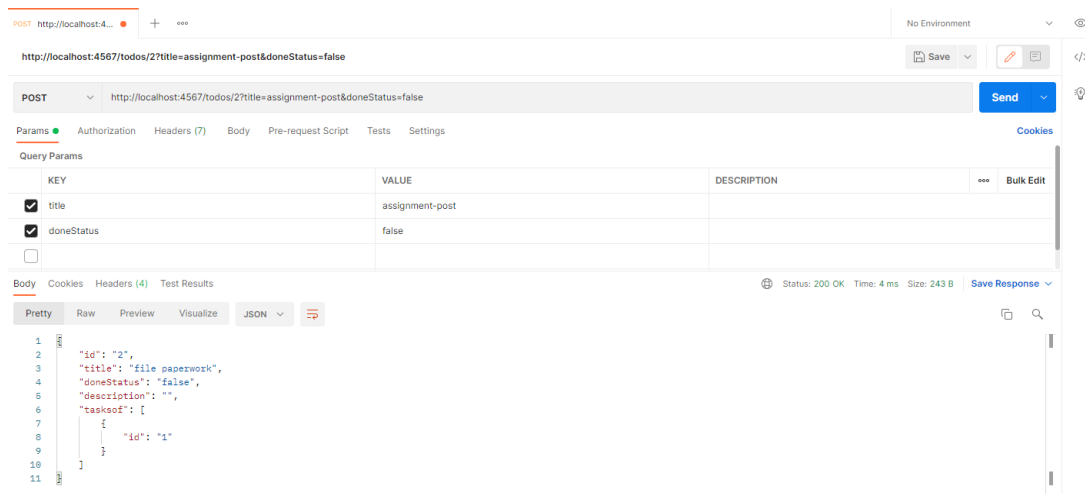 POST http://localhost:4... + ooo No Environment
http://localhost:4567/todos/2?title=assignment-post&doneStatus=false Save
POST http://localhost:4567/todos/2?title=assignment-post&doneStatus=false Send
Params Authorization Headers (7) Body Pre-request Script Tests Settings Cookies
Query Params
KEY VALUE DESCRIPTION ooo Bulk Edit
title assignment-post
doneStatus false
Body Cookies Headers (4) Test Results Status: 200 OK Time: 4 ms Size: 243 B Save Response
Pretty Raw Preview Visualize JSON
1 {
2 "id": "2",
3 "title": "file paperwork",
4 "doneStatus": "false",
5 "description": "",
6 "tasksof": [
7 {
8 "id": "1"
9 }
10 ]
11 }